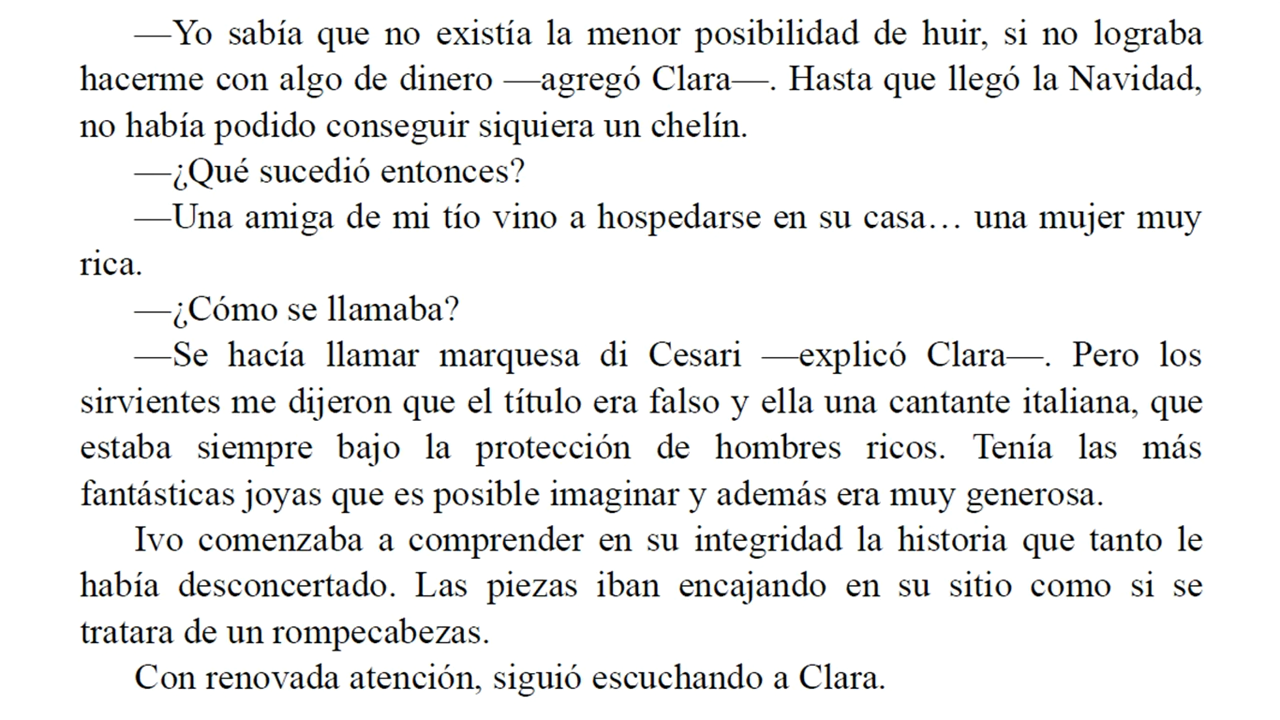 —Yo sabía que no existía la menor posibilidad de huir, si no lograba
hacerme con algo de dinero —agregó Clara—. Hasta que llegó la Navidad,
no había podido conseguir siquiera un chelín.
—¿Qué sucedió entonces?
—Una amiga de mi tío vino a hospedarse en su casa… una mujer muy
rica.
—¿Cómo se llamaba?
—Se hacía llamar marquesa di Cesari —explicó Clara—. Pero los
sirvientes me dijeron que el título era falso y ella una cantante italiana, que
estaba siempre bajo la protección de hombres ricos. Tenía las más
fantásticas joyas que es posible imaginar y además era muy generosa.
Ivo comenzaba a comprender en su integridad la historia que tanto le
había desconcertado. Las piezas iban encajando en su sitio como si se
tratara de un rompecabezas.
Con renovada atención, siguió escuchando a Clara.